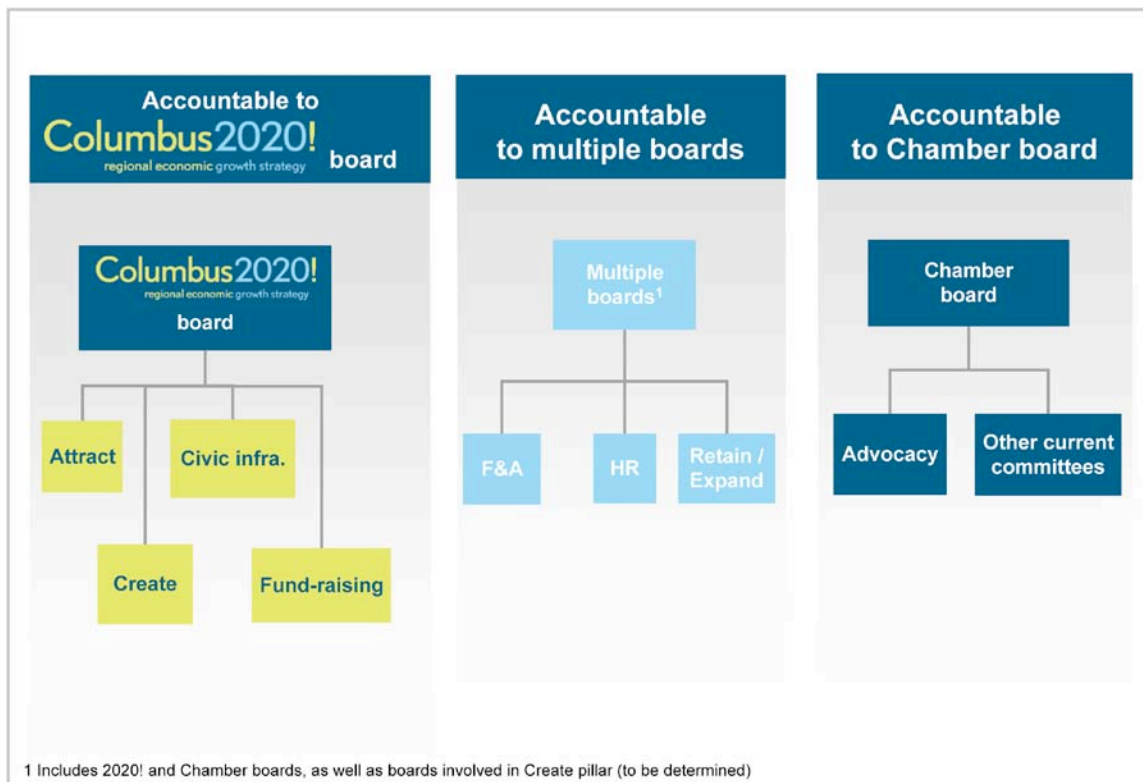 Accountable to
Columbus2020!
regional economic growth strategy
board
Columbus2020!
regional economic growth strategy
board
Attract
Civic infra.
Create
Fund-raising
Accountable
to multiple boards
Multiple
boards¹
F&A
HR
Retain /
Expand
Accountable
to Chamber board
Chamber
board
Advocacy
Other current
committees
1 Includes 2020! and Chamber boards, as well as boards involved in Create pillar (to be determined)